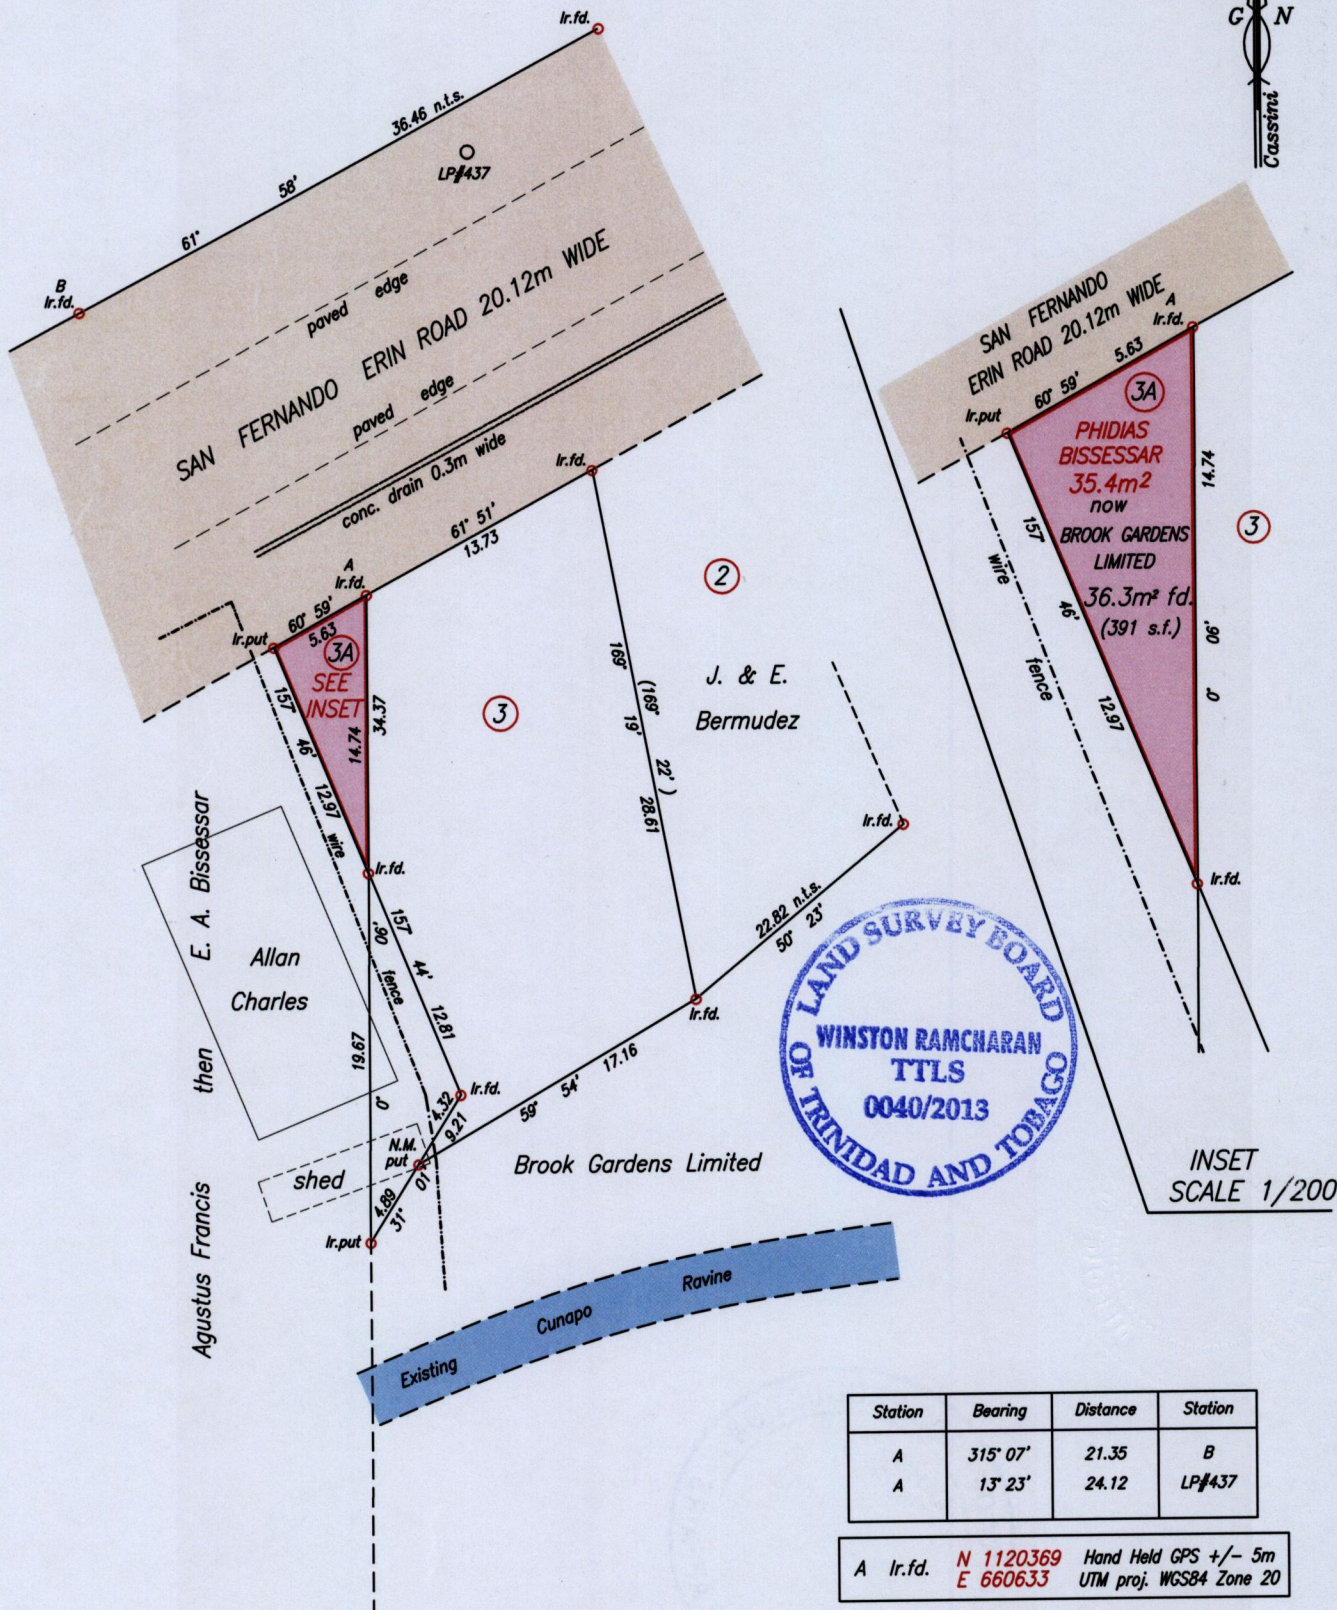 G N
Cassini
Ir.fd.
36.46 n.t.s.
58'
61°
LP#437
B
Ir.fd.
paved edge
SAN FERNANDO ERIN ROAD 20.12m WIDE
paved edge
conc. drain 0.3m wide
Ir.fd.
61° 51'
13.73
A
Ir.fd.
60° 59'
5.63
Ir.put
3A
SEE
INSET
14.74
34.37
157° 46' 12.97
wire
fence
3
2
J. & E.
Bermudez
169° 19' 28.61
(169° 22')
Ir.fd.
22.82 n.t.s.
50° 23'
Ir.fd.
59° 54' 17.16
Ir.fd.
157° 44' 12.81
0° 06'
19.67
Ir.fd.
4.32
9.21
N.M.
put
01'
4.89
31°
Ir.put
shed
Allan
Charles
Agustus Francis then E. A. Bissessar
Brook Gardens Limited
Existing Cunapo Ravine
SAN FERNANDO
ERIN ROAD 20.12m WIDE
A
Ir.fd.
5.63
60° 59'
Ir.put
3A
PHIDIAS
BISSESSAR
35.4m²
now
BROOK GARDENS
LIMITED
36.3m² fd.
(391 s.f.)
14.74
0° 06'
3
157° 46' 12.97
wire fence
Ir.fd.
INSET
SCALE 1/200
LAND SURVEY BOARD
WINSTON RAMCHARAN
TTLS
0040/2013
OF TRINIDAD AND TOBAGO
Station Bearing Distance Station
A 315° 07' 21.35 B
A 13° 23' 24.12 LP#437
A Ir.fd. N 1120369 Hand Held GPS +/- 5m
E 660633 UTM proj. WGS84 Zone 20